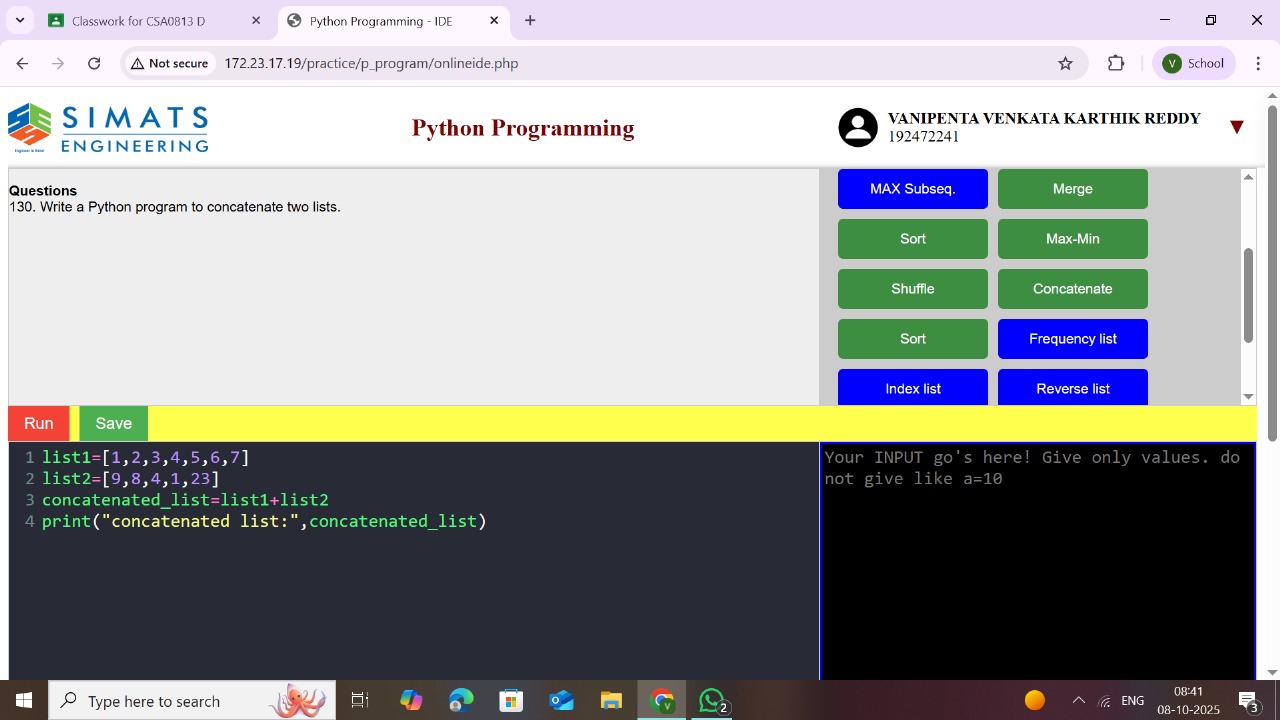 Classwork for CSA0813 D
Python Programming - IDE
Not secure
172.23.17.19/practice/p_program/onlineide.php
V
School
SIMATS
ENGINEERING
Engineer to Excel
Python Programming
VANIPENTA VENKATA KARTHIK REDDY
192472241
Questions
130. Write a Python program to concatenate two lists.
MAX Subseq.
Merge
Sort
Max-Min
Shuffle
Concatenate
Sort
Frequency list
Index list
Reverse list
Run
Save
1 list1=[1,2,3,4,5,6,7]
2 list2=[9,8,4,1,23]
3 concatenated_list=list1+list2
4 print("concatenated list:",concatenated_list)
Your INPUT go's here! Give only values. do
not give like a=10
Type here to search
V
2
ENG
08:41
08-10-2025
3